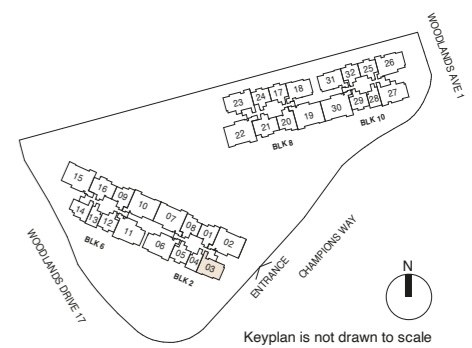 WOODLANDS AVE 1
31 32 25 26
23 24 17 18
29 28 27
22 21 20 19 30
BLK 10
BLK 8
15 16 09 10 07 08 01 02
14 13 12 11 06 05 04 03
BLK 6
BLK 2
WOODLANDS DRIVE 17
ENTRANCE
CHAMPIONS WAY
N
Keyplan is not drawn to scale